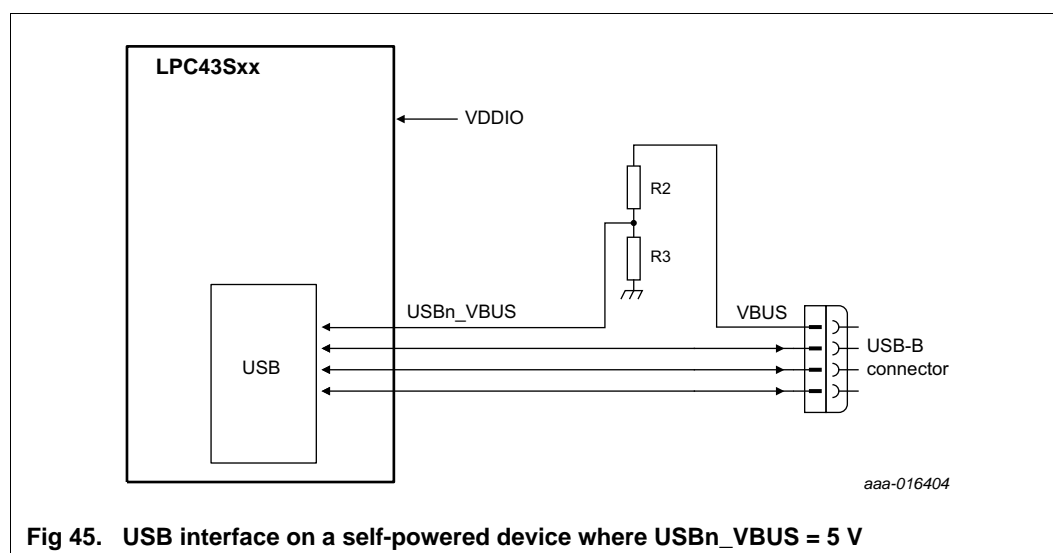 LPC43Sxx
VDDIO
R2
R3
USBn_VBUS
VBUS
USB
USB-B
connector
aaa-016404
Fig 45. USB interface on a self-powered device where USBn_VBUS = 5 V